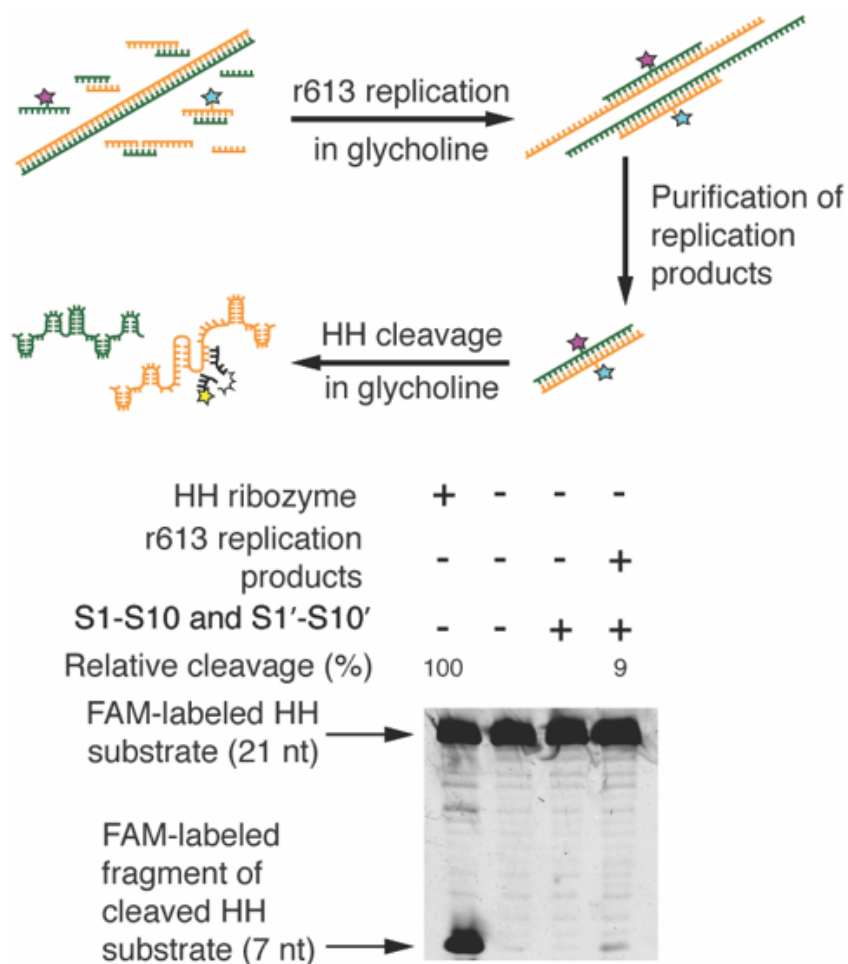 r613 replication
in glycholine
Purification of
replication
products
HH cleavage
in glycholine
HH ribozyme + - - -
r613 replication
products - - - +
S1-S10 and S1′-S10′ - - + +
Relative cleavage (%) 100 9
FAM-labeled HH
substrate (21 nt)
FAM-labeled
fragment of
cleaved HH
substrate (7 nt)